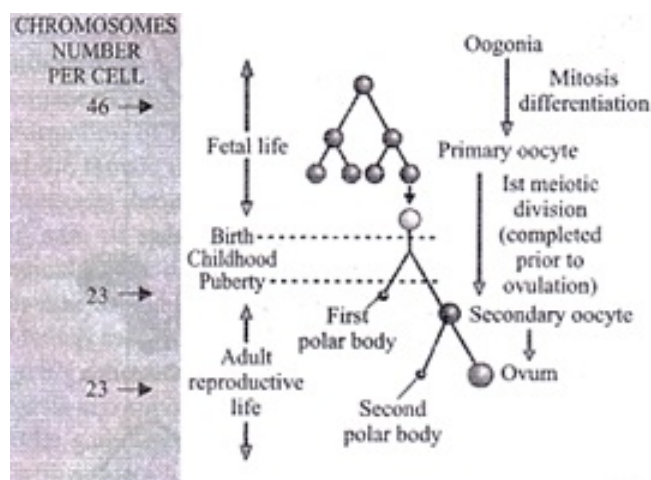 CHROMOSOMES
NUMBER
PER CELL
46
Fetal life
Birth
Childhood
Puberty
23
Adult
reproductive
life
23
First
polar body
Second
polar body
Oogonia
Mitosis
differentiation
Primary oocyte
Ist meiotic
division
(completed
prior to
ovulation)
Secondary oocyte
Ovum